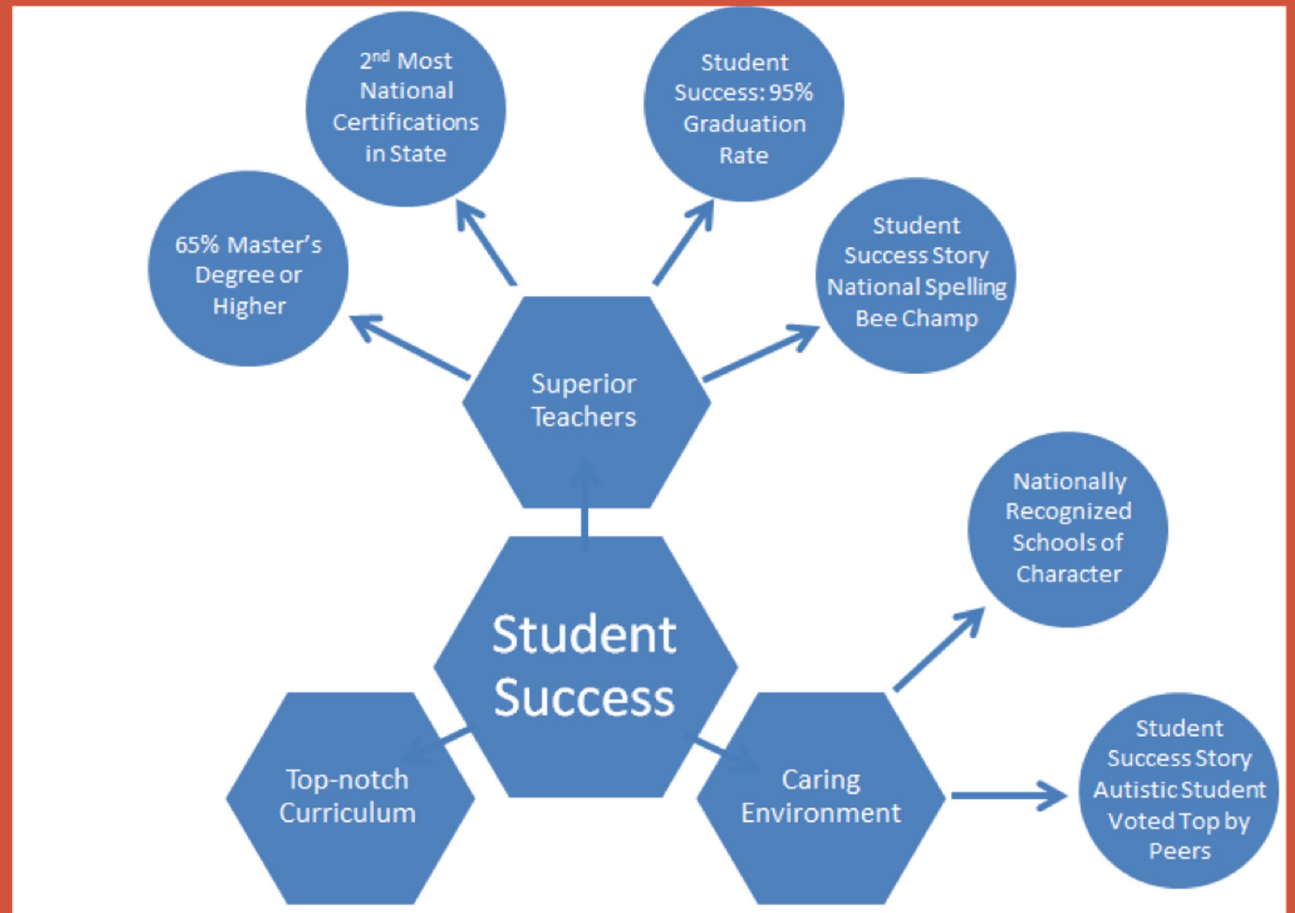 2nd Most
National
Certifications
in State
Student
Success: 95%
Graduation
Rate
65% Master's
Degree or
Higher
Student
Success Story
National Spelling
Bee Champ
Superior
Teachers
Nationally
Recognized
Schools of
Character
Student
Success
Top-notch
Curriculum
Caring
Environment
Student
Success Story
Autistic Student
Voted Top by
Peers